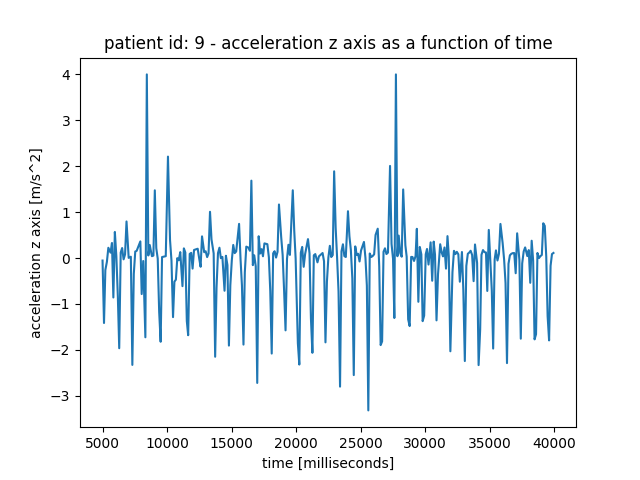 patient id: 9 - acceleration z axis as a function of time
acceleration z axis [m/s^2]
4
3
2
1
0
−1
−2
−3
5000 10000 15000 20000 25000 30000 35000 40000
time [milliseconds]